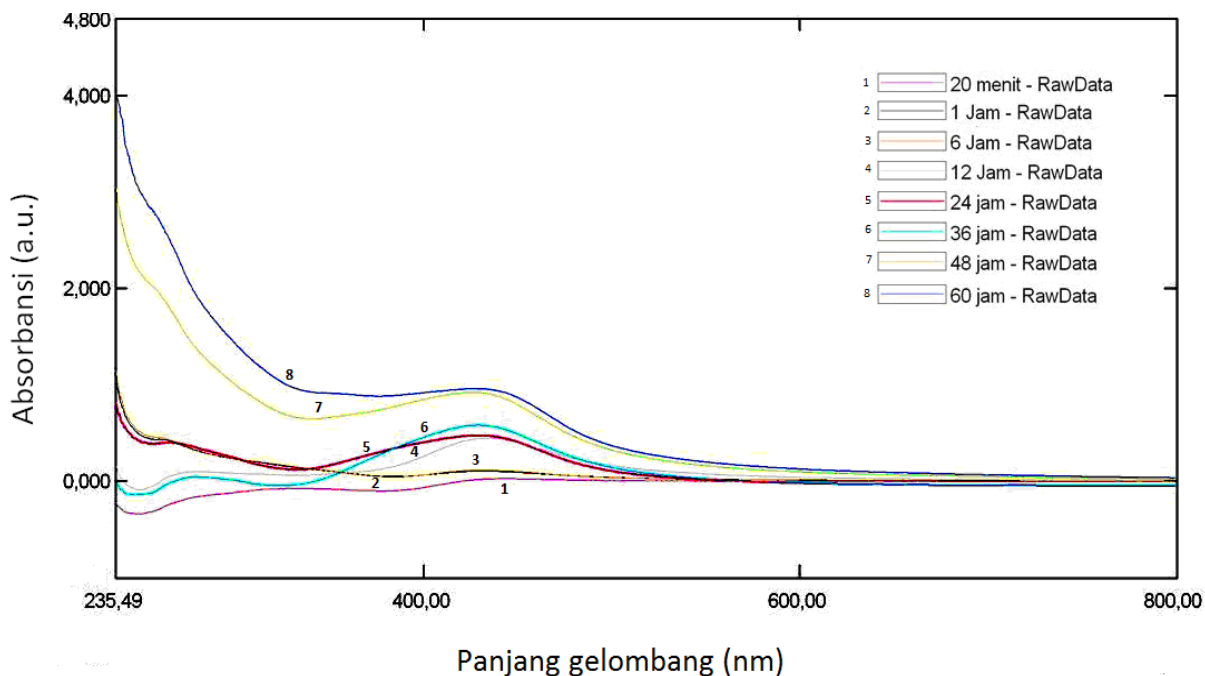 4,800
4,000
2,000
0,000
Absorbansi (a.u.)
1 20 menit - RawData
2 1 Jam - RawData
3 6 Jam - RawData
4 12 Jam - RawData
5 24 jam - RawData
6 36 jam - RawData
7 48 jam - RawData
8 60 jam - RawData
8
7
6
5
4
3
2
1
235,49 400,00 600,00 800,00
Panjang gelombang (nm)